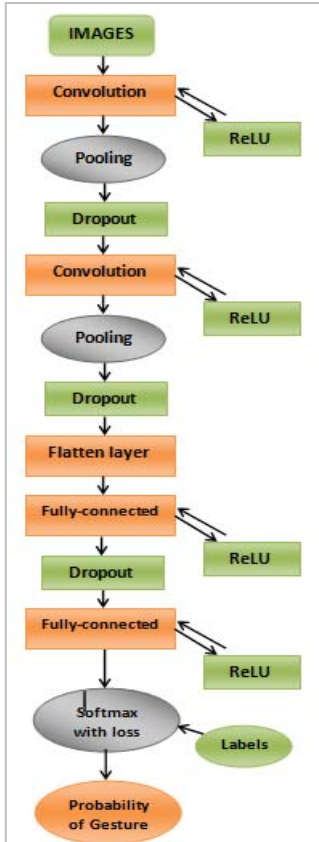 IMAGES
Convolution
ReLU
Pooling
Dropout
Convolution
ReLU
Pooling
Dropout
Flatten layer
Fully-connected
ReLU
Dropout
Fully-connected
ReLU
Softmax
with loss
Labels
Probability
of Gesture